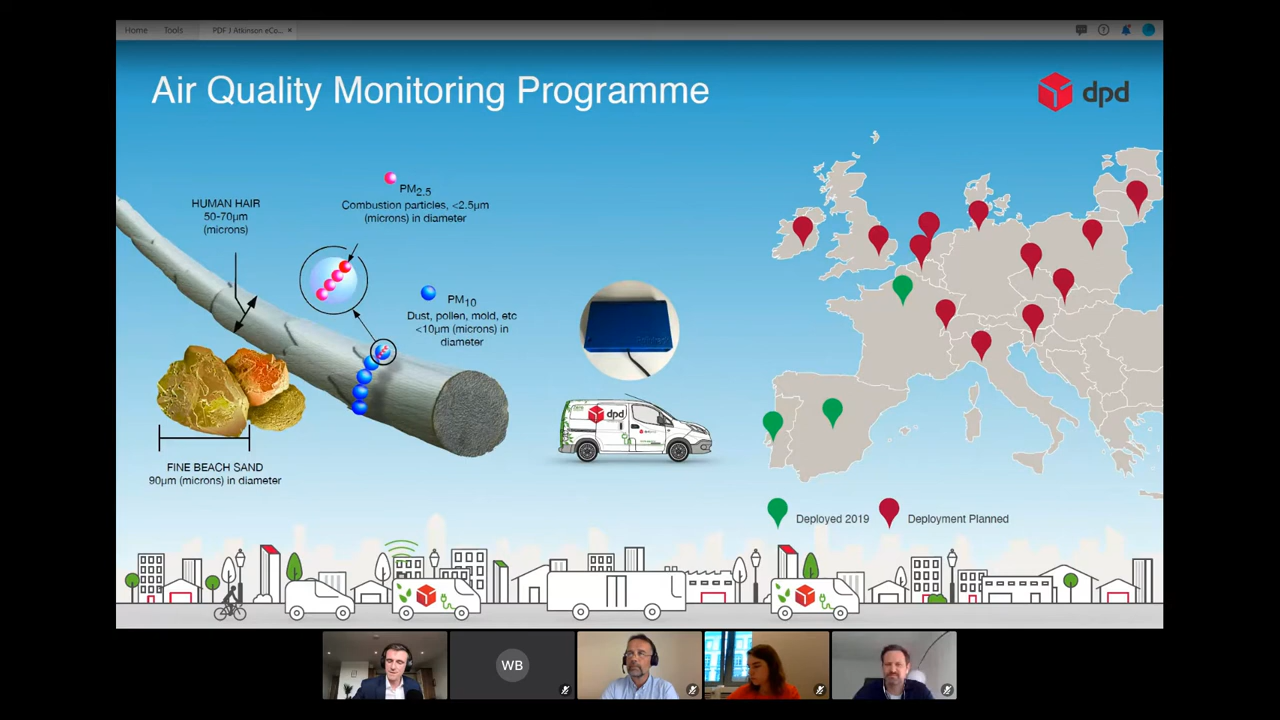 Home
Tools
PDF J Atkinson eCo...
Air Quality Monitoring Programme
dpd
PM2.5
Combustion particles, <2.5μm
(microns) in diameter
HUMAN HAIR
50-70μm
(microns)
PM10
Dust, pollen, mold, etc
<10μm (microns) in
diameter
dpd
FINE BEACH SAND
90μm (microns) in diameter
Deployed 2019
Deployment Planned
WB